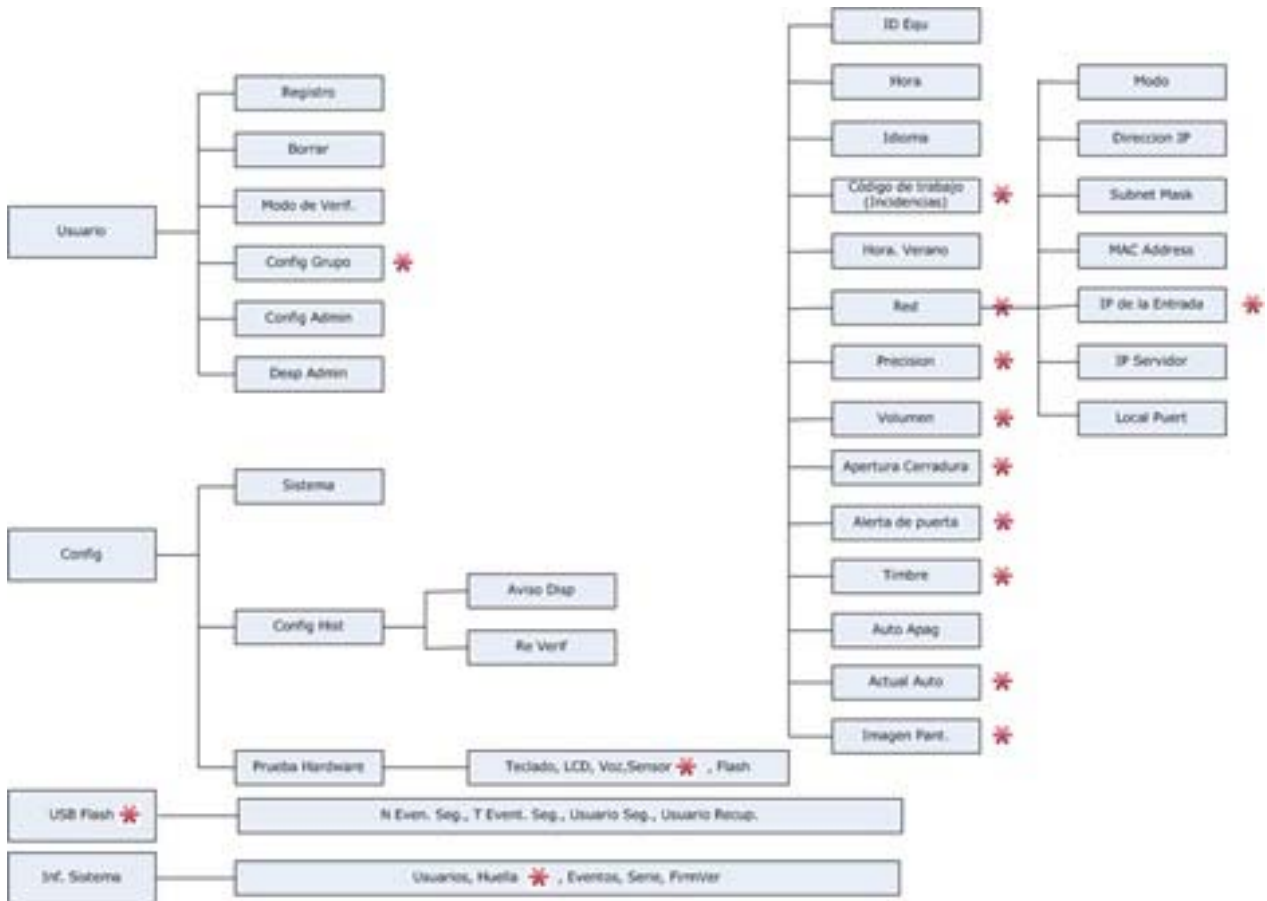 Usuario
Registro
Borrar
Modo de Verif.
Config Grupo
Config Admin
Desp Admin
Config
Sistema
Config Hist
Aviso Disp
Re Verif
Prueba Hardware
Teclado, LCD, Voz,Sensor , Flash
USB Flash
N Even. Seg., T Event. Seg., Usuario Seg., Usuario Recup.
Inf. Sistema
Usuarios, Huella , Eventos, Serie, FirmVer
ID Equ
Hora
Idioma
Código de trabajo
(Incidencias)
Hora. Verano
Red
Precision
Volumen
Apertura Cerradura
Alerta de puerta
Timbre
Auto Apag
Actual Auto
Imagen Pant.
Modo
Direccion IP
Subnet Mask
MAC Address
IP de la Entrada
IP Servidor
Local Puert